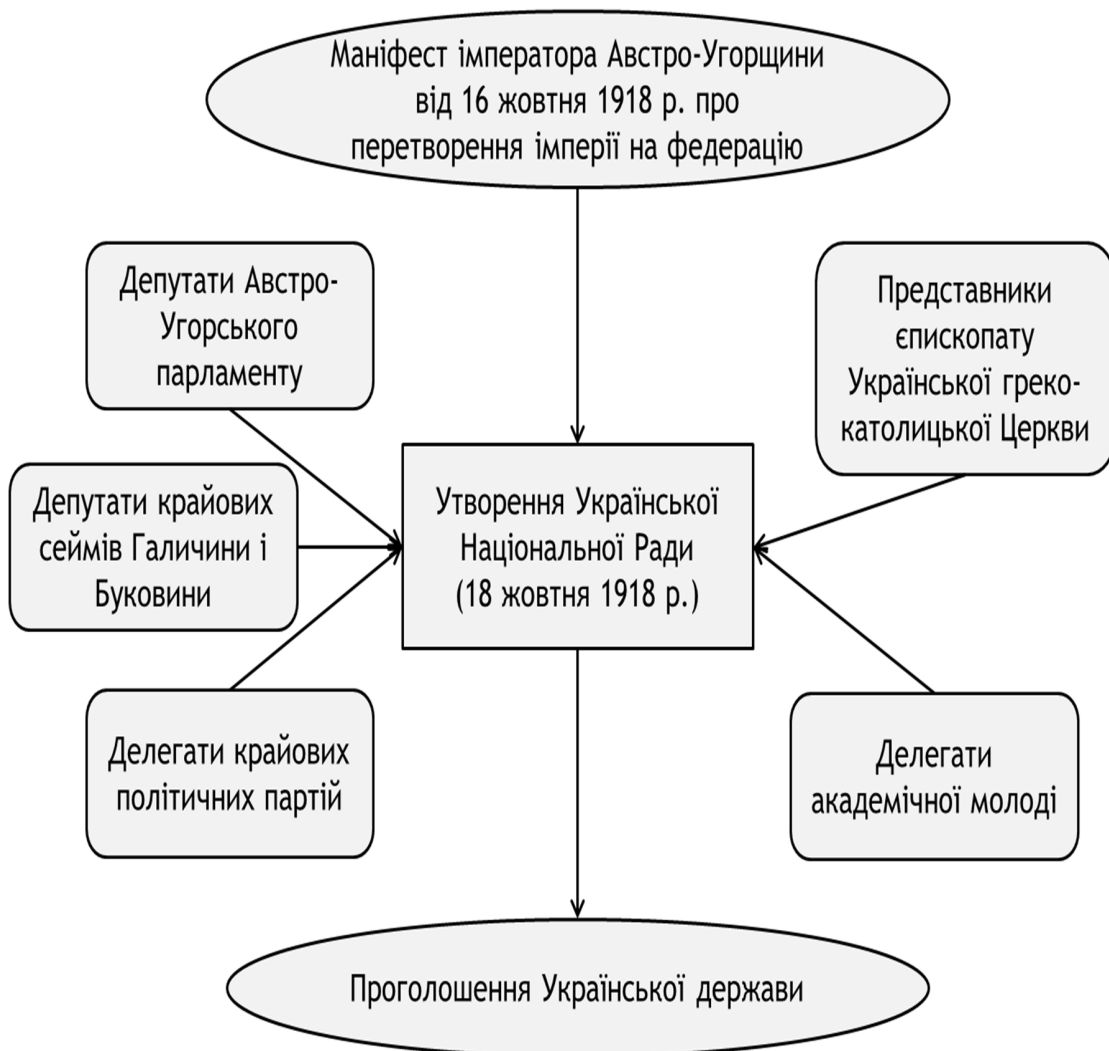 Маніфест імператора Австро-Угорщини
від 16 жовтня 1918 р. про
перетворення імперії на федерацію
Депутати Австро-
Угорського
парламенту
Представники
єпископату
Української греко-
католицької Церкви
Депутати крайових
сеймів Галичини і
Буковини
Утворення Української
Національної Ради
(18 жовтня 1918 р.)
Делегати крайових
політичних партій
Делегати
академічної молоді
Проголошення Української держави